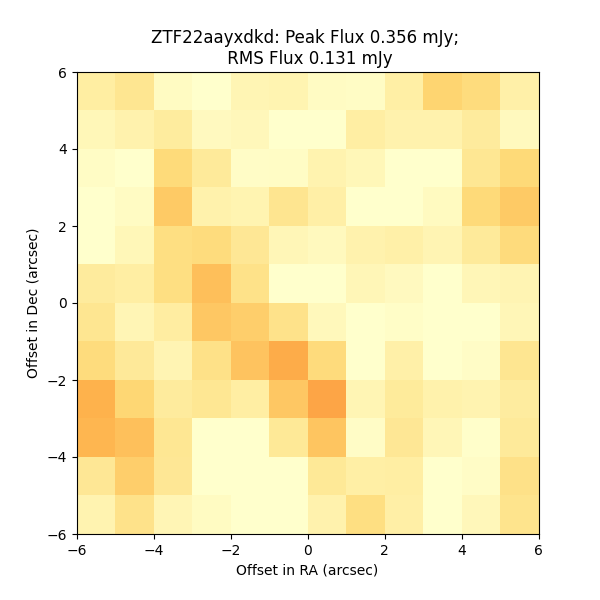 ZTF22aayxdkd: Peak Flux 0.356 mJy;
RMS Flux 0.131 mJy
6
4
2
0
−2
−4
−6
Offset in Dec (arcsec)
−6 −4 −2 0 2 4 6
Offset in RA (arcsec)